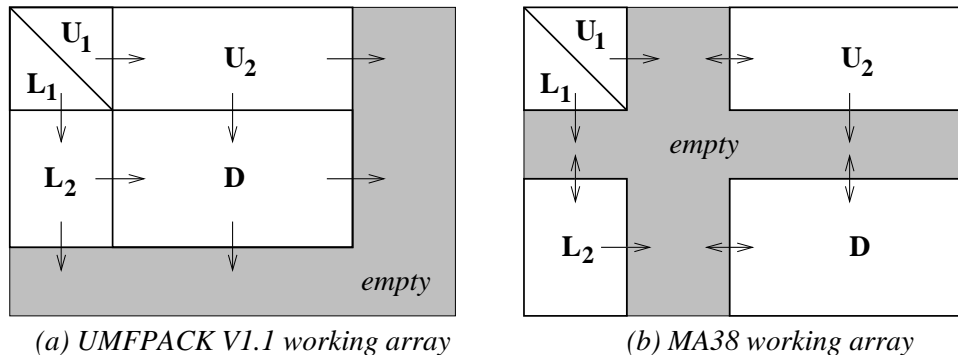 U1
L1
U2
L2
D
empty
(a) UMFPACK V1.1 working array
U1
L1
U2
empty
L2
D
(b) MA38 working array